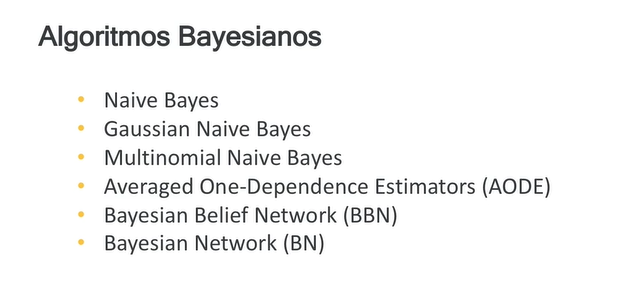 Algoritmos Bayesianos
• Naive Bayes
• Gaussian Naive Bayes
• Multinomial Naive Bayes
• Averaged One-Dependence Estimators (AODE)
• Bayesian Belief Network (BBN)
• Bayesian Network (BN)